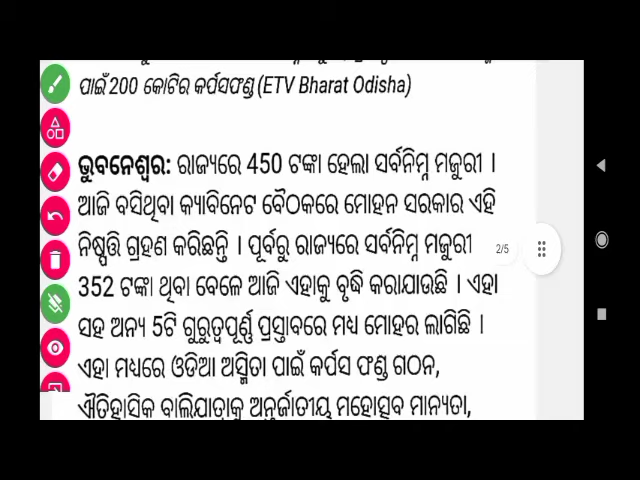 ପାଇଁ 200 କୋଟିର କର୍ପସଫଣ୍ଡ (ETV Bharat Odisha)
ଭୁବନେଶ୍ୱର: ରାଜ୍ୟରେ 450 ଟଙ୍କା ହେଲା ସର୍ବନିମ୍ନ ମଜୁରୀ ।
ଆଜି ବସିଥିବା କ୍ୟାବିନେଟ ବୈଠକରେ ମୋହନ ସରକାର ଏହି
ନିଷ୍ପତ୍ତି ଗ୍ରହଣ କରିଛନ୍ତି । ପୂର୍ବରୁ ରାଜ୍ୟରେ ସର୍ବନିମ୍ନ ମଜୁରୀ
2/5
352 ଟଙ୍କା ଥିବା ବେଳେ ଆଜି ଏହାକୁ ବୃଦ୍ଧି କରାଯାଉଛି । ଏହା
ସହ ଅନ୍ୟ 5ଟି ଗୁରୁତ୍ୱପୂର୍ଣ୍ଣ ପ୍ରସ୍ତାବରେ ମଧ୍ୟ ମୋହର ଲାଗିଛି ।
ଏହା ମଧ୍ୟରେ ଓଡିଆ ଅସ୍ମିତା ପାଇଁ କର୍ପସ ଫଣ୍ଡ ଗଠନ,
ଐତିହାସିକ ବାଲିଯାତ୍ରାକୁ ଅନ୍ତର୍ଜାତୀୟ ମହୋତ୍ସବ ମାନ୍ୟତା,